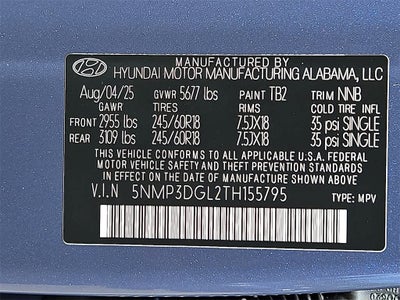 MANUFACTURED BY
HYUNDAI MOTOR MANUFACTURING ALABAMA, LLC
Aug/04/25 GVWR 5677 lbs PAINT TB2 TRIM NNB
GAWR TIRES RIMS COLD TIRE INFL
FRONT 2955 lbs 245/60R18 7.5JX18 35 psi SINGLE
REAR 3109 lbs 245/60R18 7.5JX18 35 psi SINGLE
THIS VEHICLE CONFORMS TO ALL APPLICABLE FEDERAL
MOTOR VEHICLE SAFETY AND THEFT PREVENTION STANDARDS
IN EFFECT ON THE DATE OF MANUFACTURE SHOWN ABOVE.
V.I.N 5NMP3DGL2TH155795 TYPE: MPV